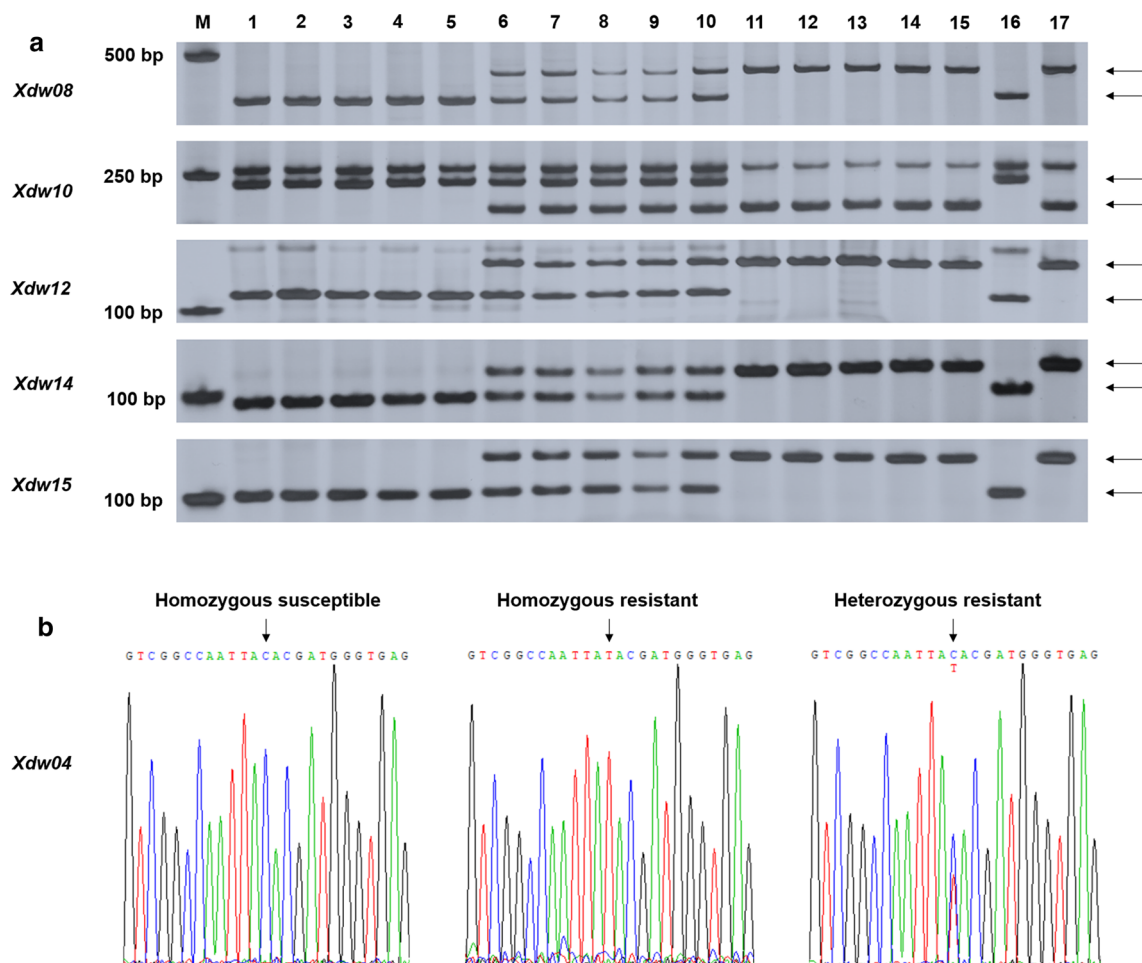 a
M 1 2 3 4 5 6 7 8 9 10 11 12 13 14 15 16 17
500 bp
Xdw08
250 bp
Xdw10
Xdw12
100 bp
Xdw14
100 bp
Xdw15
100 bp
b
Homozygous susceptible Homozygous resistant Heterozygous resistant
GTCGGCCAATTACACGATGGGTGAG GTCGGCCAATTATACGATGGGTGAG GTCGGCCAATTACACGATGGGTGAG
T
Xdw04